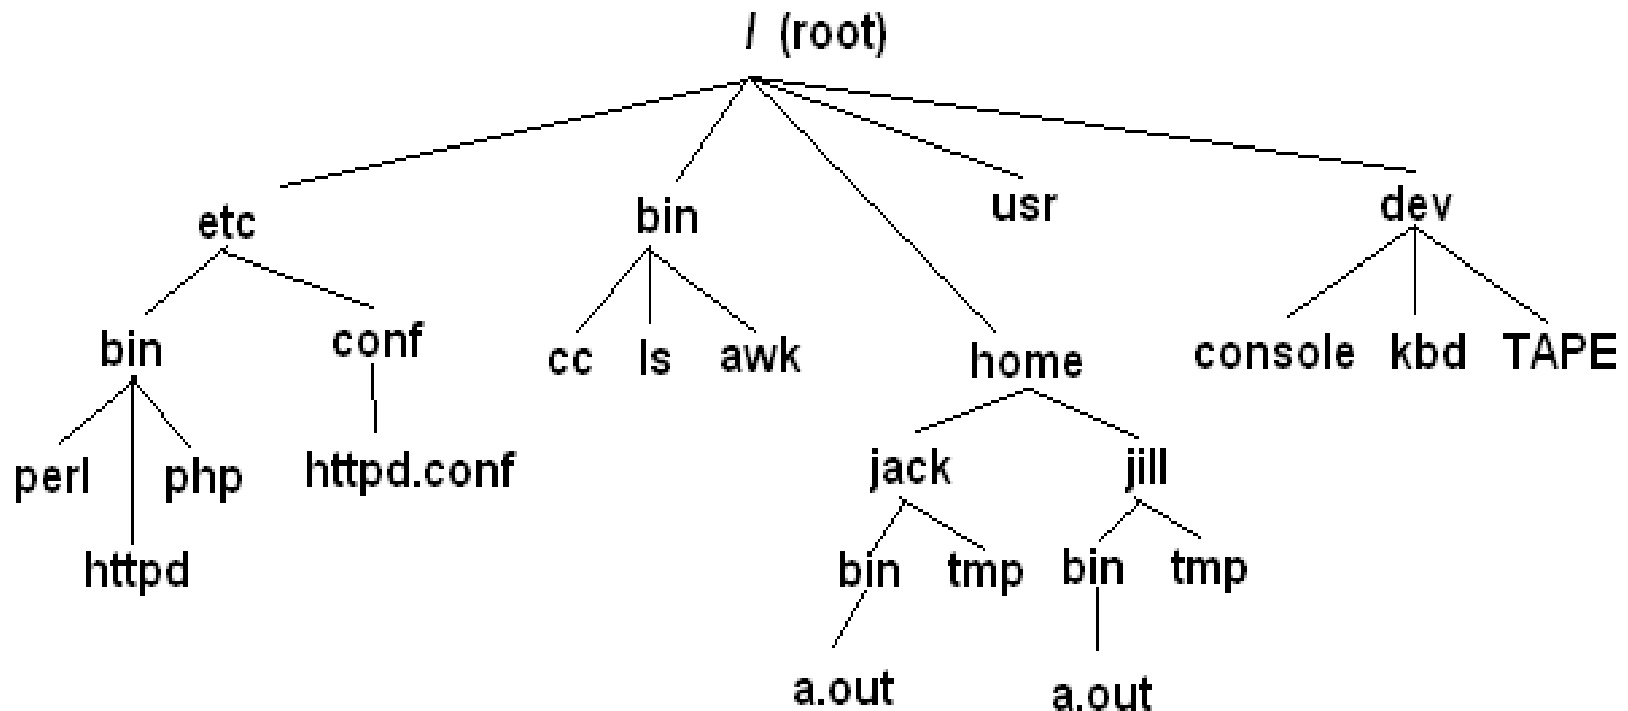 / (root)
etc bin usr dev
bin conf cc ls awk home console kbd TAPE
perl php httpd.conf jack jill
httpd bin tmp bin tmp
a.out a.out